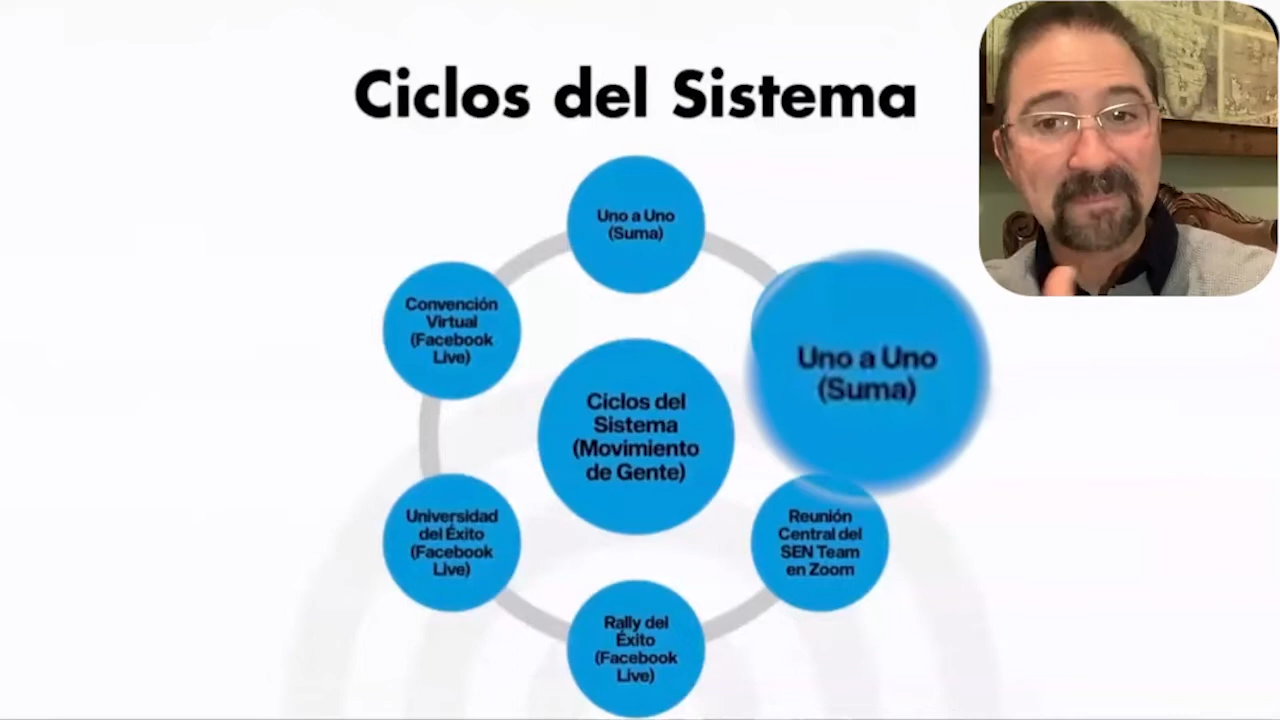 Ciclos del Sistema
Uno a Uno
(Suma)
Uno a Uno
(Suma)
Reunión
Central del
SEN Team
en Zoom
Rally del
Éxito
(Facebook
Live)
Universidad
del Éxito
(Facebook
Live)
Convención
Virtual
(Facebook
Live)
Ciclos del
Sistema
(Movimiento
de Gente)